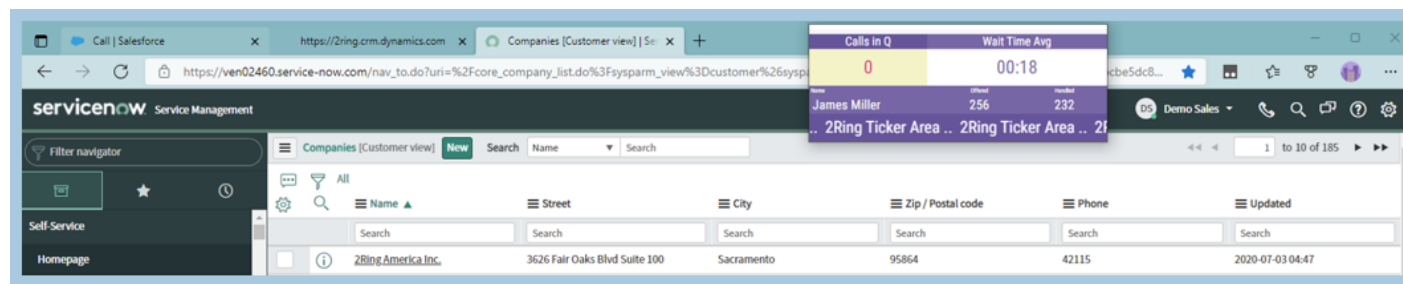 Call | Salesforce
https://2ring.crm.dynamics.com
Companies [Customer view] | Se
https://ven02460.service-now.com/nav_to.do?uri=%2Fcore_company_list.do%3Fsysparm_view%3Dcustomer%26sysp
cbe5dc8...
Calls in Q Wait Time Avg
0 00:18
Name Offered Handled
James Miller 256 232
.. 2Ring Ticker Area .. 2Ring Ticker Area .. 2R
servicenow Service Management
DS Demo Sales
Filter navigator
Companies [Customer view] New Search Name Search
1 to 10 of 185
All
Name Street City Zip / Postal code Phone Updated
Self-Service
Search Search Search Search Search Search
Homepage
2Ring America Inc. 3626 Fair Oaks Blvd Suite 100 Sacramento 95864 42115 2020-07-03 04:47